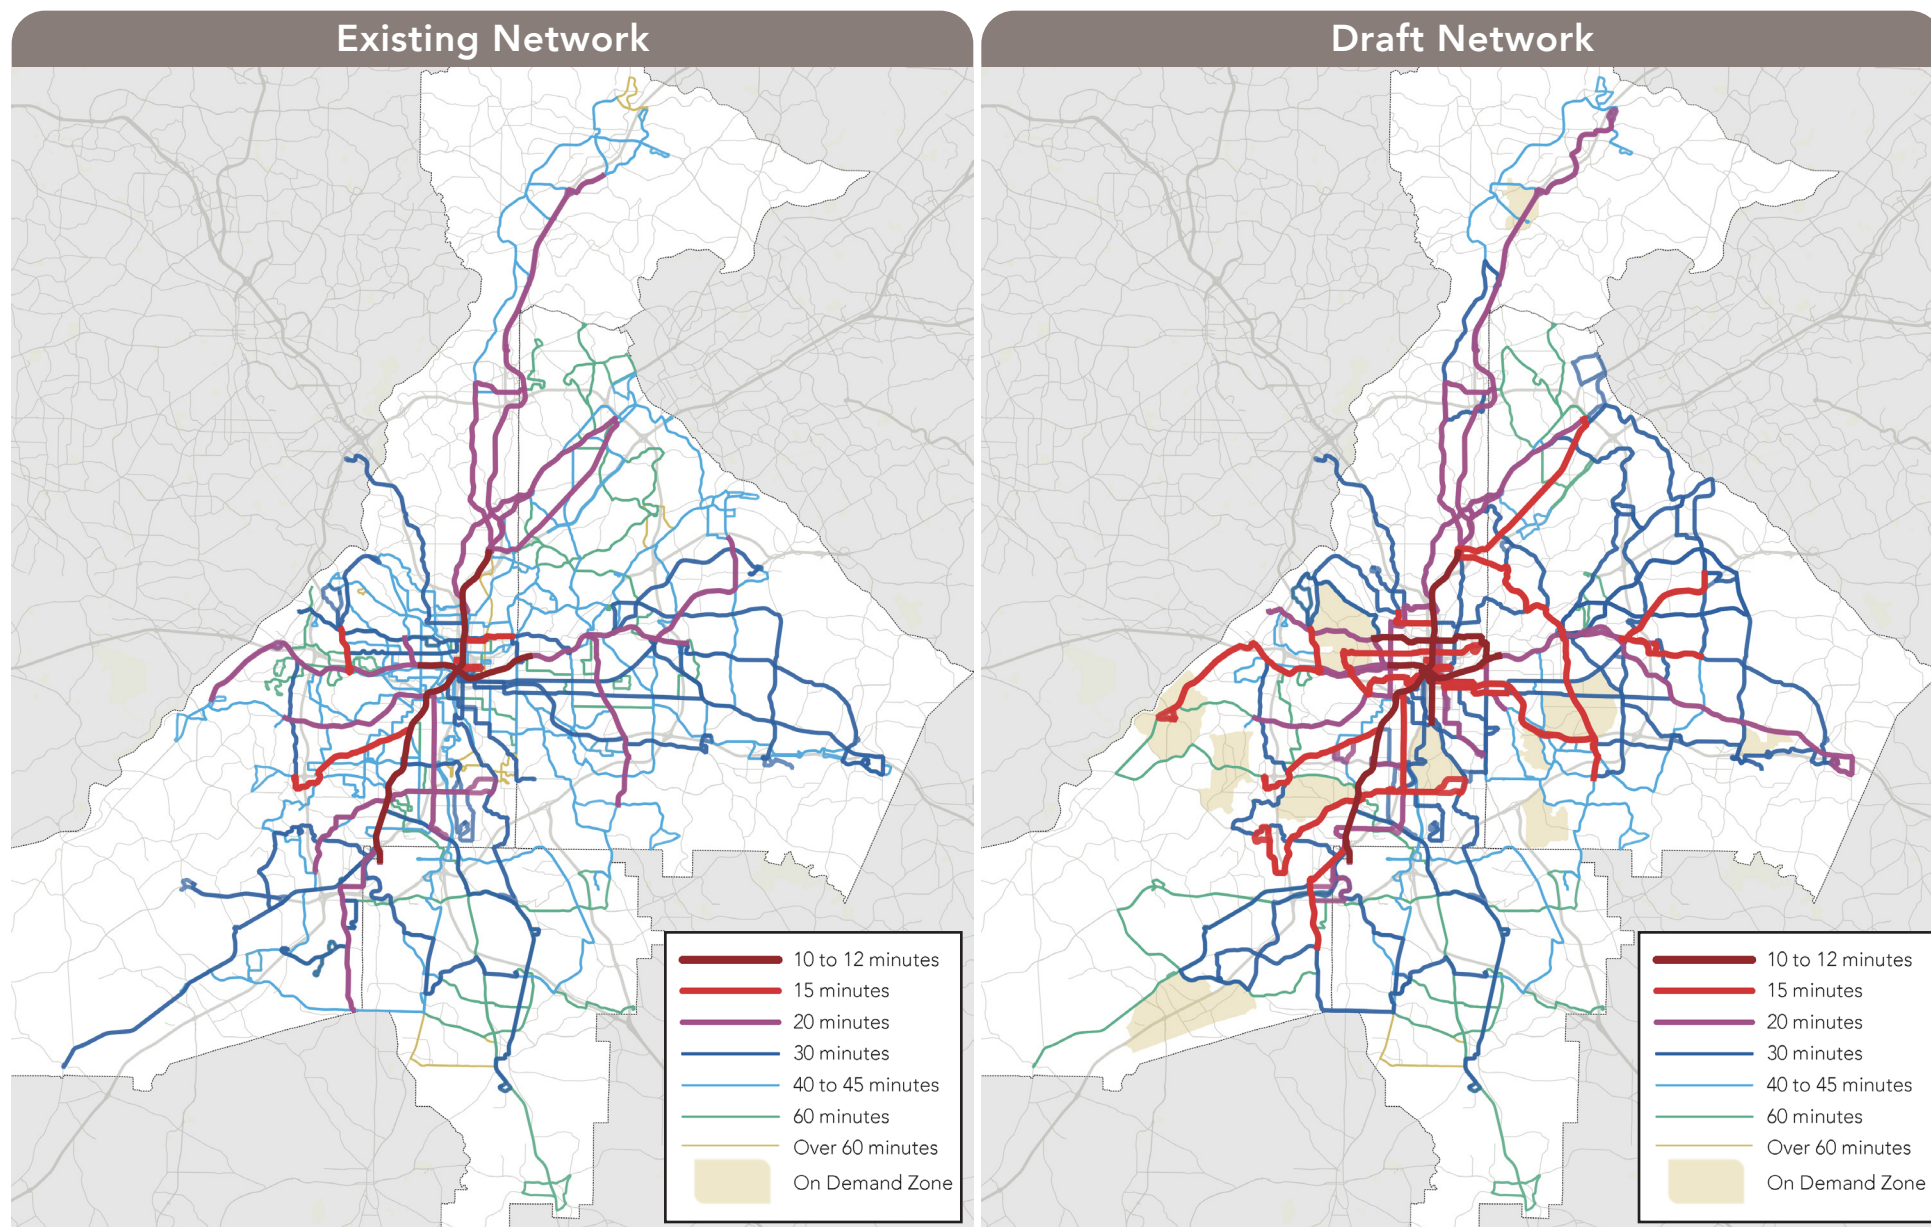 Existing Network
10 to 12 minutes
15 minutes
20 minutes
30 minutes
40 to 45 minutes
60 minutes
Over 60 minutes
On Demand Zone
Draft Network
10 to 12 minutes
15 minutes
20 minutes
30 minutes
40 to 45 minutes
60 minutes
Over 60 minutes
On Demand Zone